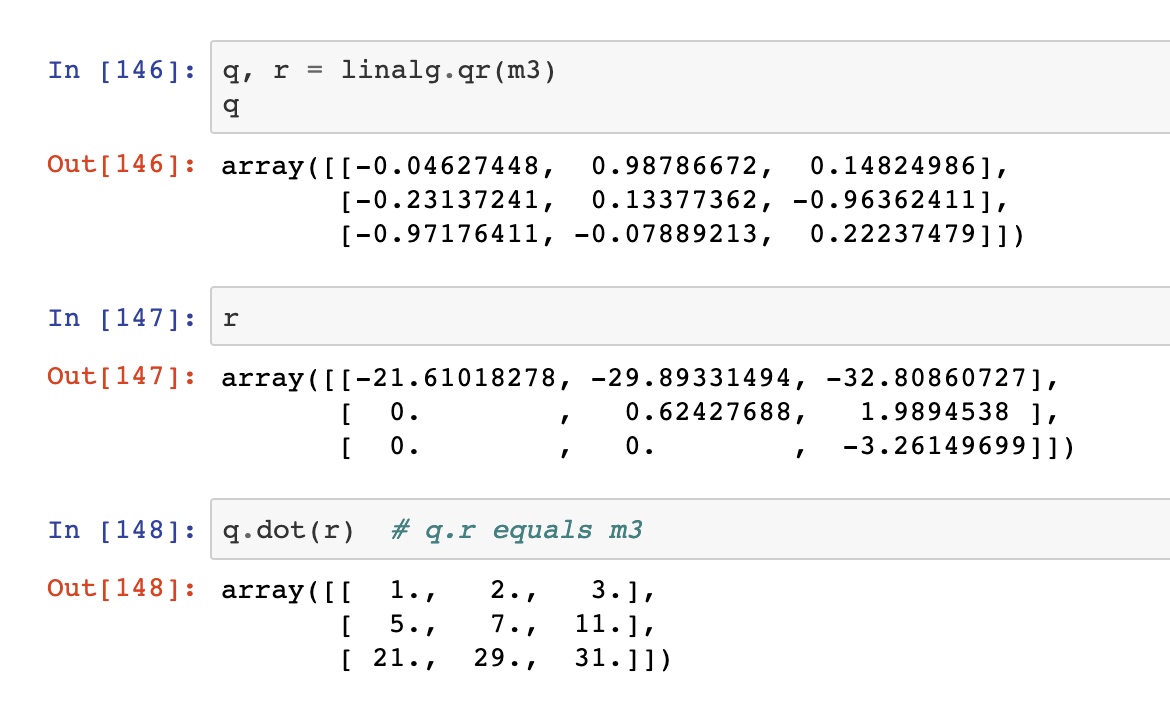 In [146]: q, r = linalg.qr(m3)
q
Out[146]: array([[-0.04627448,  0.98786672,  0.14824986],
       [-0.23137241,  0.13377362, -0.96362411],
       [-0.97176411, -0.07889213,  0.22237479]])
In [147]: r
Out[147]: array([[-21.61018278, -29.89331494, -32.80860727],
       [  0.        ,   0.62427688,   1.9894538 ],
       [  0.        ,   0.        ,  -3.26149699]])
In [148]: q.dot(r)  # q.r equals m3
Out[148]: array([[  1.,   2.,   3.],
       [  5.,   7.,  11.],
       [ 21.,  29.,  31.]])